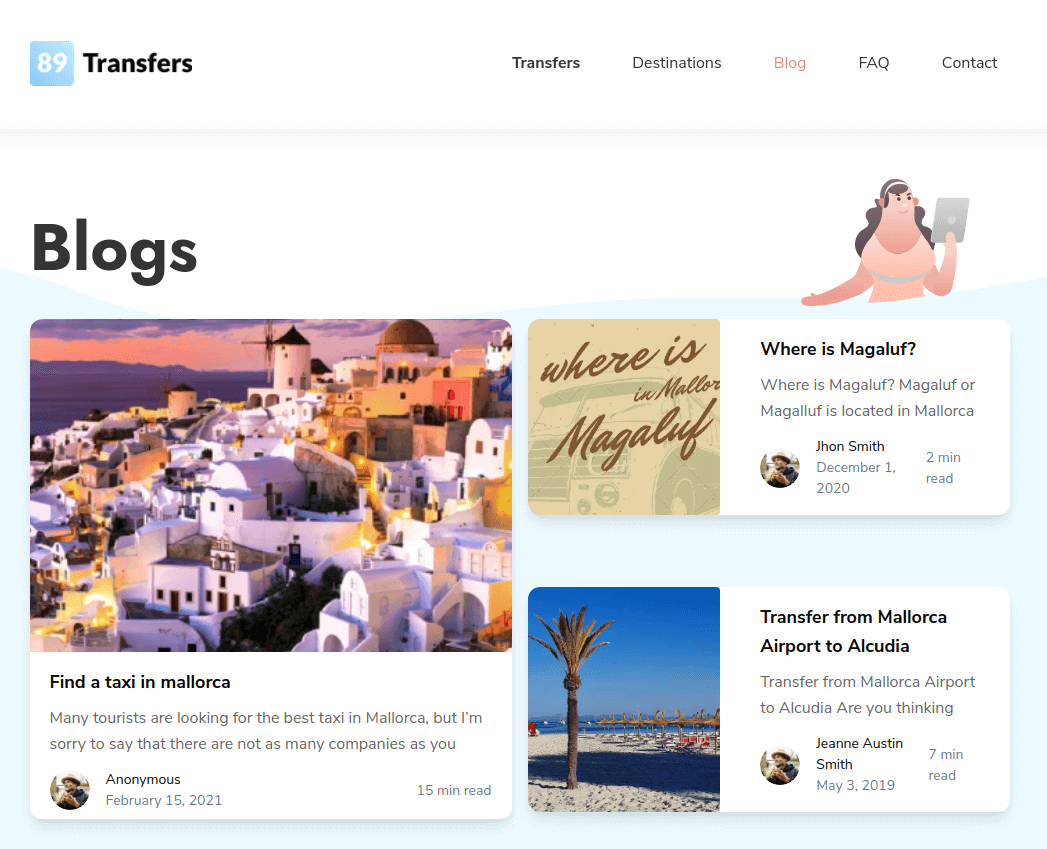 89 Transfers
Transfers
Destinations
Blog
FAQ
Contact
Blogs
Find a taxi in mallorca
Many tourists are looking for the best taxi in Mallorca, but I'm
sorry to say that there are not as many companies as you
Anonymous
February 15, 2021
15 min read
where is
in Mallor
Magaluf
Where is Magaluf?
Where is Magaluf? Magaluf or
Magalluf is located in Mallorca
Jhon Smith
December 1,
2020
2 min
read
Transfer from Mallorca
Airport to Alcudia
Transfer from Mallorca Airport
to Alcudia Are you thinking
Jeanne Austin
Smith
May 3, 2019
7 min
read